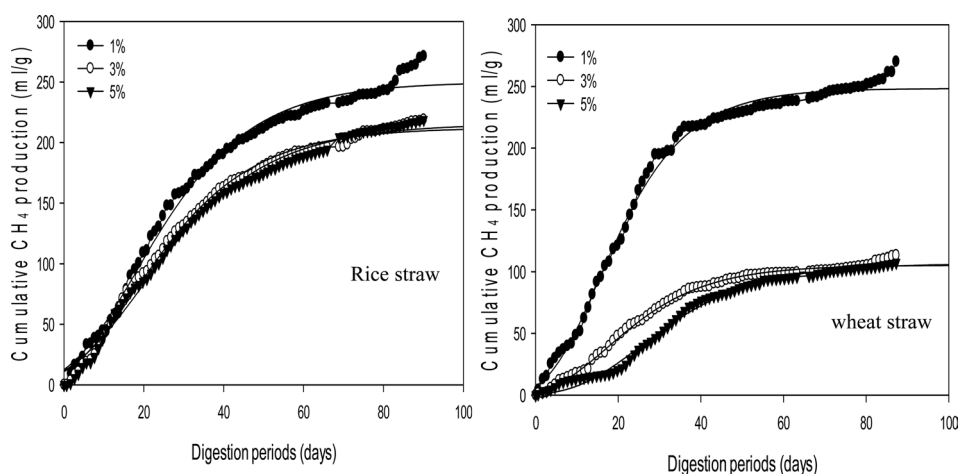 Cumulative CH4 production (ml/g)
300
250
200
150
100
50
0
1%
3%
5%
Rice straw
0 20 40 60 80 100
Digestion periods (days)
Cumulative CH4 production (ml/g)
300
250
200
150
100
50
0
1%
3%
5%
wheat straw
0 20 40 60 80 100
Digestion periods (days)